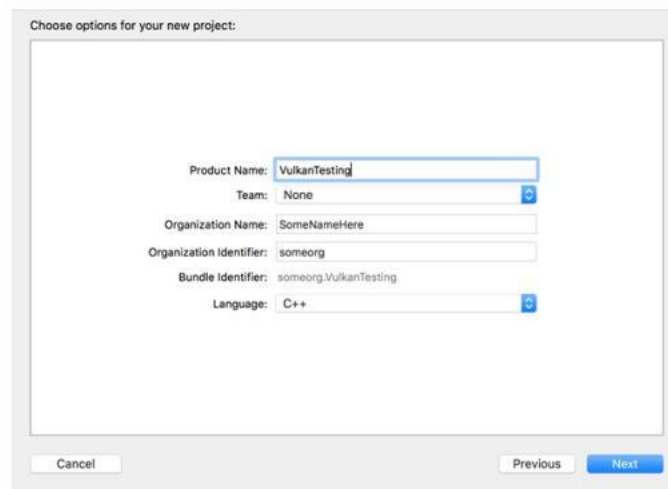 Choose options for your new project:
Product Name: VulkanTesting
Team: None
Organization Name: SomeNameHere
Organization Identifier: someorg
Bundle Identifier: someorg.VulkanTesting
Language: C++
Cancel Previous Next